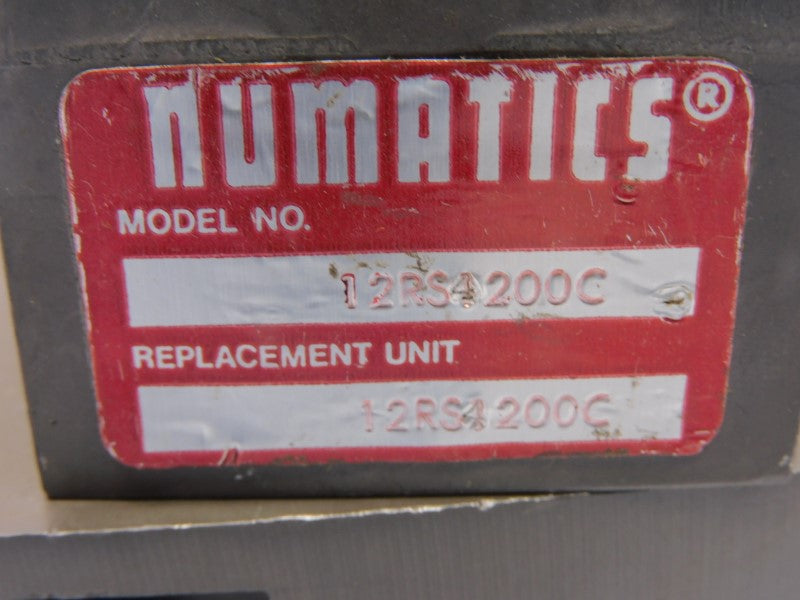 NUMATICS®
MODEL NO.
12RS4200C
REPLACEMENT UNIT
12RS4200C